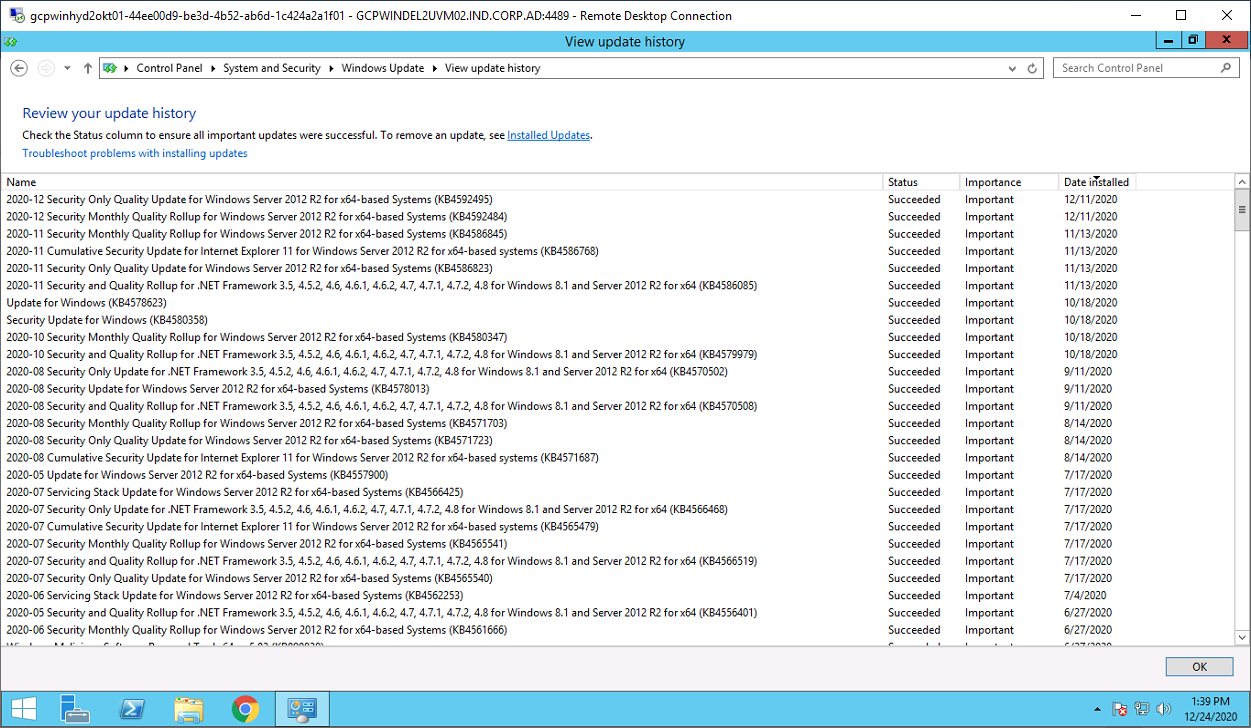 gcpwinhyd2okt01-44ee00d9-be3d-4b52-ab6d-1c424a2a1f01 - GCPWINDEL2UVM02.IND.CORP.AD:4489 - Remote Desktop Connection
View update history
Control Panel System and Security Windows Update View update history Search Control Panel
Review your update history
Check the Status column to ensure all important updates were successful. To remove an update, see Installed Updates.
Troubleshoot problems with installing updates
Name Status Importance Date installed
2020-12 Security Only Quality Update for Windows Server 2012 R2 for x64-based Systems (KB4592495) Succeeded Important 12/11/2020
2020-12 Security Monthly Quality Rollup for Windows Server 2012 R2 for x64-based Systems (KB4592484) Succeeded Important 12/11/2020
2020-11 Security Monthly Quality Rollup for Windows Server 2012 R2 for x64-based Systems (KB4586845) Succeeded Important 11/13/2020
2020-11 Cumulative Security Update for Internet Explorer 11 for Windows Server 2012 R2 for x64-based systems (KB4586768) Succeeded Important 11/13/2020
2020-11 Security Only Quality Update for Windows Server 2012 R2 for x64-based Systems (KB4586823) Succeeded Important 11/13/2020
2020-11 Security and Quality Rollup for .NET Framework 3.5, 4.5.2, 4.6, 4.6.1, 4.6.2, 4.7, 4.7.1, 4.7.2, 4.8 for Windows 8.1 and Server 2012 R2 for x64 (KB4586085) Succeeded Important 11/13/2020
Update for Windows (KB4578623) Succeeded Important 10/18/2020
Security Update for Windows (KB4580358) Succeeded Important 10/18/2020
2020-10 Security Monthly Quality Rollup for Windows Server 2012 R2 for x64-based Systems (KB4580347) Succeeded Important 10/18/2020
2020-10 Security and Quality Rollup for .NET Framework 3.5, 4.5.2, 4.6, 4.6.1, 4.6.2, 4.7, 4.7.1, 4.7.2, 4.8 for Windows 8.1 and Server 2012 R2 for x64 (KB4579979) Succeeded Important 10/18/2020
2020-08 Security Only Update for .NET Framework 3.5, 4.5.2, 4.6, 4.6.1, 4.6.2, 4.7, 4.7.1, 4.7.2, 4.8 for Windows 8.1 and Server 2012 R2 for x64 (KB4570502) Succeeded Important 9/11/2020
2020-08 Security Update for Windows Server 2012 R2 for x64-based Systems (KB4578013) Succeeded Important 9/11/2020
2020-08 Security and Quality Rollup for .NET Framework 3.5, 4.5.2, 4.6, 4.6.1, 4.6.2, 4.7, 4.7.1, 4.7.2, 4.8 for Windows 8.1 and Server 2012 R2 for x64 (KB4570508) Succeeded Important 9/11/2020
2020-08 Security Monthly Quality Rollup for Windows Server 2012 R2 for x64-based Systems (KB4571703) Succeeded Important 8/14/2020
2020-08 Security Only Quality Update for Windows Server 2012 R2 for x64-based Systems (KB4571723) Succeeded Important 8/14/2020
2020-08 Cumulative Security Update for Internet Explorer 11 for Windows Server 2012 R2 for x64-based systems (KB4571687) Succeeded Important 8/14/2020
2020-05 Update for Windows Server 2012 R2 for x64-based Systems (KB4557900) Succeeded Important 7/17/2020
2020-07 Servicing Stack Update for Windows Server 2012 R2 for x64-based Systems (KB4566425) Succeeded Important 7/17/2020
2020-07 Security Only Update for .NET Framework 3.5, 4.5.2, 4.6, 4.6.1, 4.6.2, 4.7, 4.7.1, 4.7.2, 4.8 for Windows 8.1 and Server 2012 R2 for x64 (KB4566468) Succeeded Important 7/17/2020
2020-07 Cumulative Security Update for Internet Explorer 11 for Windows Server 2012 R2 for x64-based systems (KB4565479) Succeeded Important 7/17/2020
2020-07 Security Monthly Quality Rollup for Windows Server 2012 R2 for x64-based Systems (KB4565541) Succeeded Important 7/17/2020
2020-07 Security and Quality Rollup for .NET Framework 3.5, 4.5.2, 4.6, 4.6.1, 4.6.2, 4.7, 4.7.1, 4.7.2, 4.8 for Windows 8.1 and Server 2012 R2 for x64 (KB4566519) Succeeded Important 7/17/2020
2020-07 Security Only Quality Update for Windows Server 2012 R2 for x64-based Systems (KB4565540) Succeeded Important 7/17/2020
2020-06 Servicing Stack Update for Windows Server 2012 R2 for x64-based Systems (KB4562253) Succeeded Important 7/4/2020
2020-05 Security and Quality Rollup for .NET Framework 3.5, 4.5.2, 4.6, 4.6.1, 4.6.2, 4.7, 4.7.1, 4.7.2, 4.8 for Windows 8.1 and Server 2012 R2 for x64 (KB4556401) Succeeded Important 6/27/2020
2020-06 Security Monthly Quality Rollup for Windows Server 2012 R2 for x64-based Systems (KB4561666) Succeeded Important 6/27/2020
OK
1:39 PM
12/24/2020